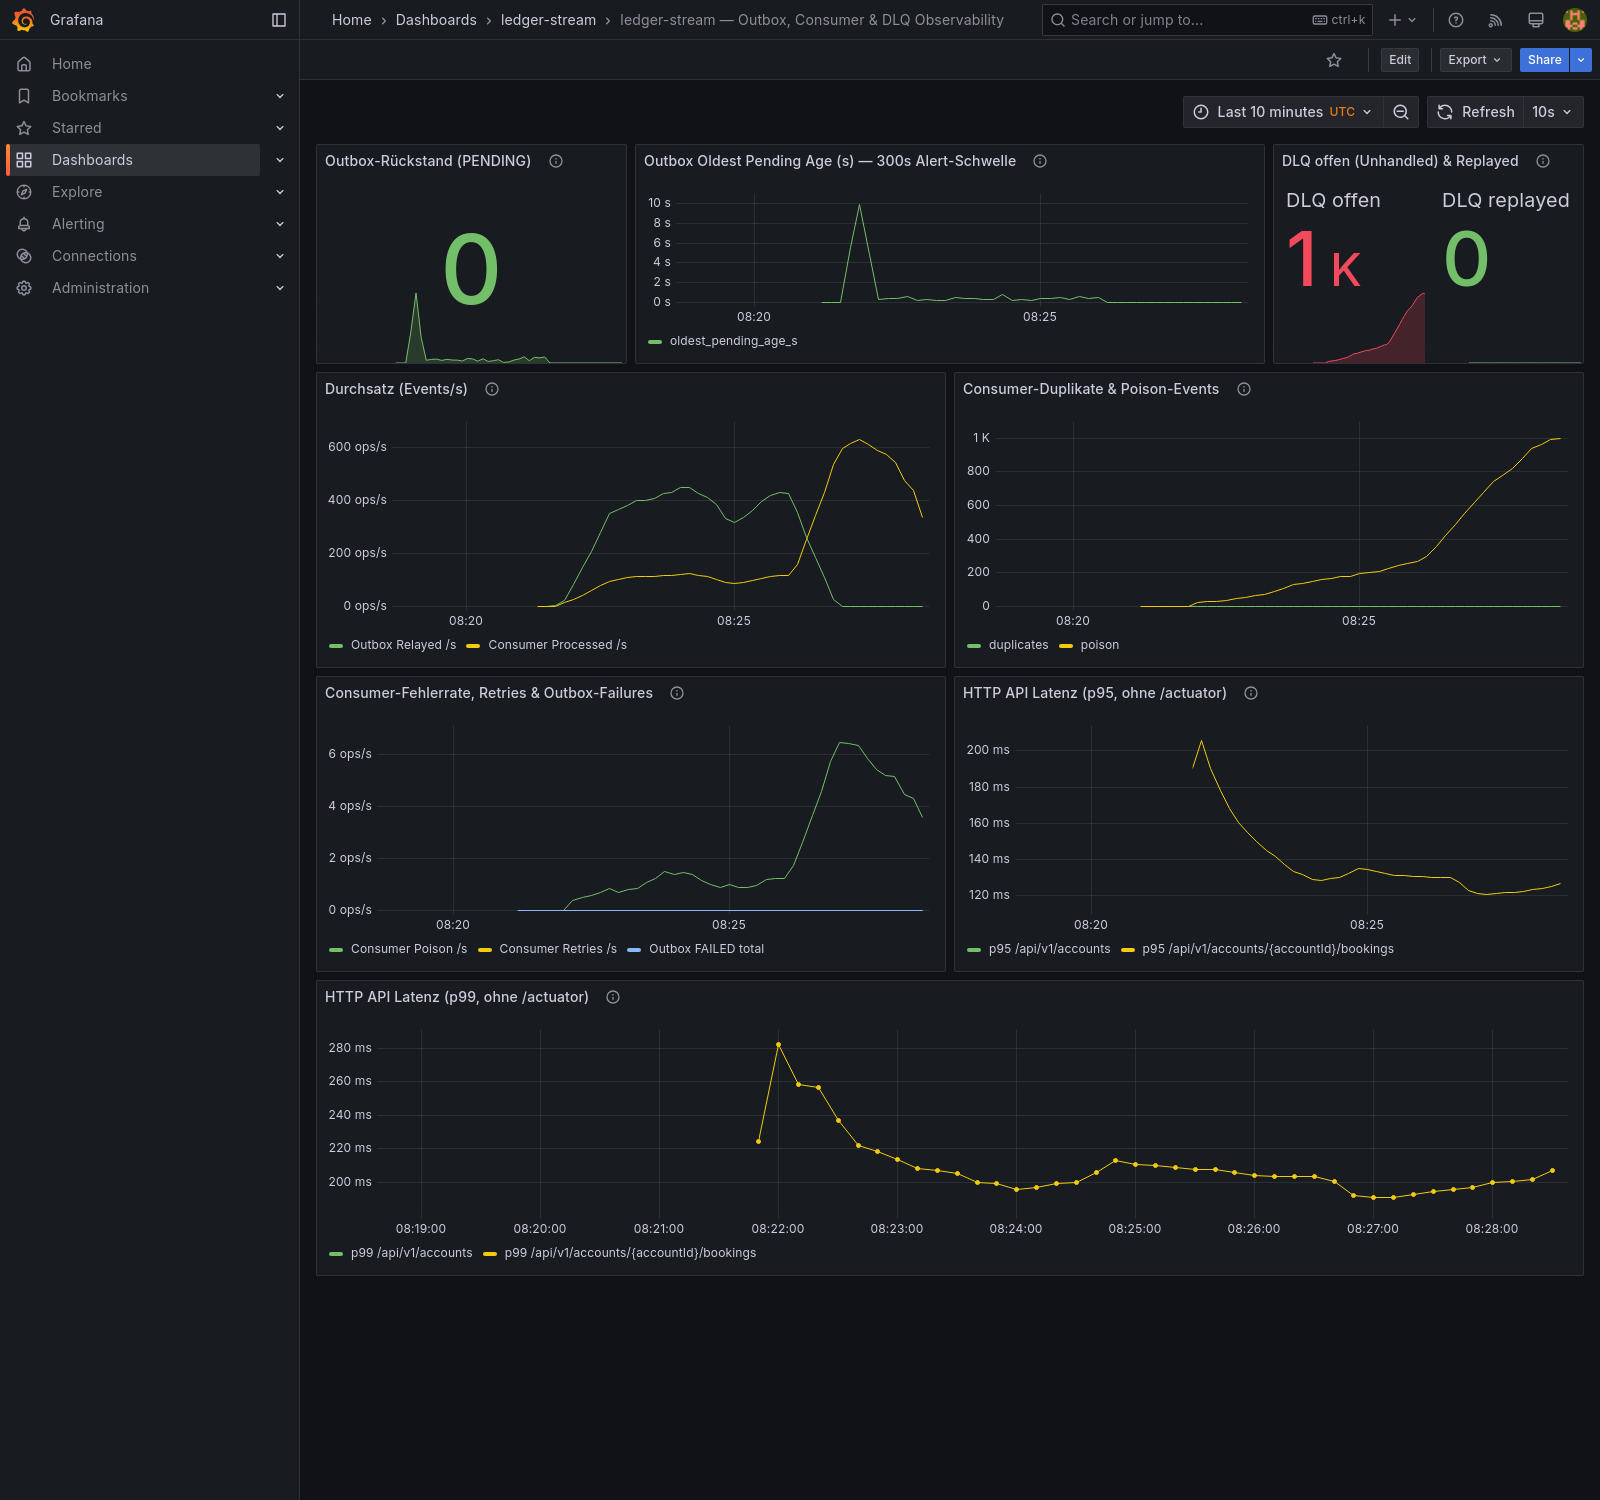 Grafana
Home › Dashboards › ledger-stream › ledger-stream — Outbox, Consumer & DLQ Observability
Search or jump to...
ctrl+k
Home
Bookmarks
Starred
Dashboards
Explore
Alerting
Connections
Administration
Edit
Export
Share
Last 10 minutes UTC
Refresh
10s
Outbox-Rückstand (PENDING)
0
Outbox Oldest Pending Age (s) — 300s Alert-Schwelle
10 s
8 s
6 s
4 s
2 s
0 s
08:20
08:25
oldest_pending_age_s
DLQ offen (Unhandled) & Replayed
DLQ offen
DLQ replayed
1 K
0
Durchsatz (Events/s)
600 ops/s
400 ops/s
200 ops/s
0 ops/s
08:20
08:25
Outbox Relayed /s
Consumer Processed /s
Consumer-Duplikate & Poison-Events
1 K
800
600
400
200
0
08:20
08:25
duplicates
poison
Consumer-Fehlerrate, Retries & Outbox-Failures
6 ops/s
4 ops/s
2 ops/s
0 ops/s
08:20
08:25
Consumer Poison /s
Consumer Retries /s
Outbox FAILED total
HTTP API Latenz (p95, ohne /actuator)
200 ms
180 ms
160 ms
140 ms
120 ms
08:20
08:25
p95 /api/v1/accounts
p95 /api/v1/accounts/{accountId}/bookings
HTTP API Latenz (p99, ohne /actuator)
280 ms
260 ms
240 ms
220 ms
200 ms
08:19:00
08:20:00
08:21:00
08:22:00
08:23:00
08:24:00
08:25:00
08:26:00
08:27:00
08:28:00
p99 /api/v1/accounts
p99 /api/v1/accounts/{accountId}/bookings